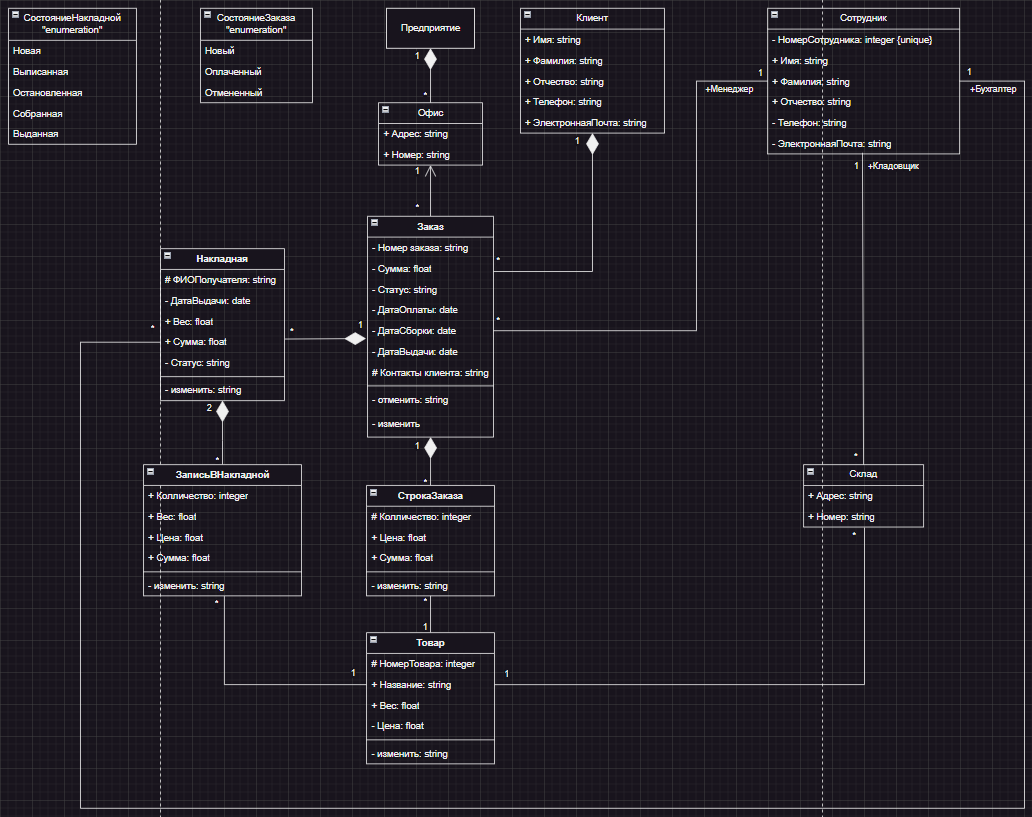 СостояниеНакладной
"enumeration"
Новая
Выписанная
Остановленная
Собранная
Выданная
СостояниеЗаказа
"enumeration"
Новый
Оплаченный
Отмененный
Предприятие
1
*
Офис
+ Адрес: string
+ Номер: string
1
*
Клиент
+ Имя: string
+ Фамилия: string
+ Отчество: string
+ Телефон: string
+ ЭлектроннаяПочта: string
1
*
Сотрудник
- НомерСотрудника: integer {unique}
+ Имя: string
+ Фамилия: string
+ Отчество: string
- Телефон: string
- ЭлектроннаяПочта: string
1
+Менеджер
1
+Бухгалтер
1
+Кладовщик
Заказ
- Номер заказа: string
- Сумма: float
- Статус: string
- ДатаОплаты: date
- ДатаСборки: date
- ДатаВыдачи: date
# Контакты клиента: string
- отменить: string
- изменить
*
1
*
1
*
Накладная
# ФИОПолучателя: string
- ДатаВыдачи: date
+ Вес: float
+ Сумма: float
- Статус: string
- изменить: string
*
2
*
ЗаписьВНакладной
+ Колличество: integer
+ Вес: float
+ Цена: float
+ Сумма: float
- изменить: string
*
СтрокаЗаказа
# Колличество: integer
+ Цена: float
+ Сумма: float
- изменить: string
*
1
Склад
+ Адрес: string
+ Номер: string
*
*
Товар
# НомерТовара: integer
+ Название: string
+ Вес: float
- Цена: float
- изменить: string
1
1